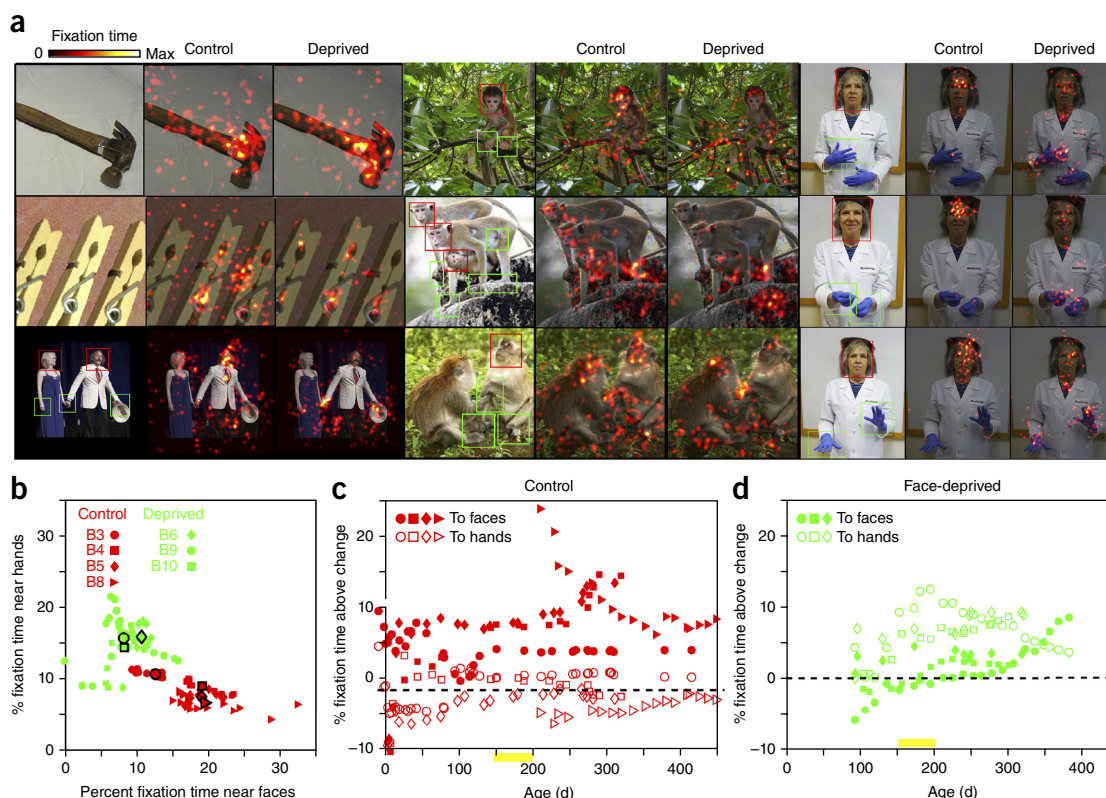 a
Fixation time
0 Max
Control Deprived Control Deprived Control Deprived
b
Control Deprived
B3 B6
B4 B9
B5 B10
B8
% fixation time near hands
30
20
10
0
0 10 20 30
Percent fixation time near faces
c
Control
To faces
To hands
% fixation time above change
20
10
0
–10
0 100 200 300 400
Age (d)
d
Face-deprived
To faces
To hands
% fixation time above change
20
10
0
–10
0 100 200 300 400
Age (d)